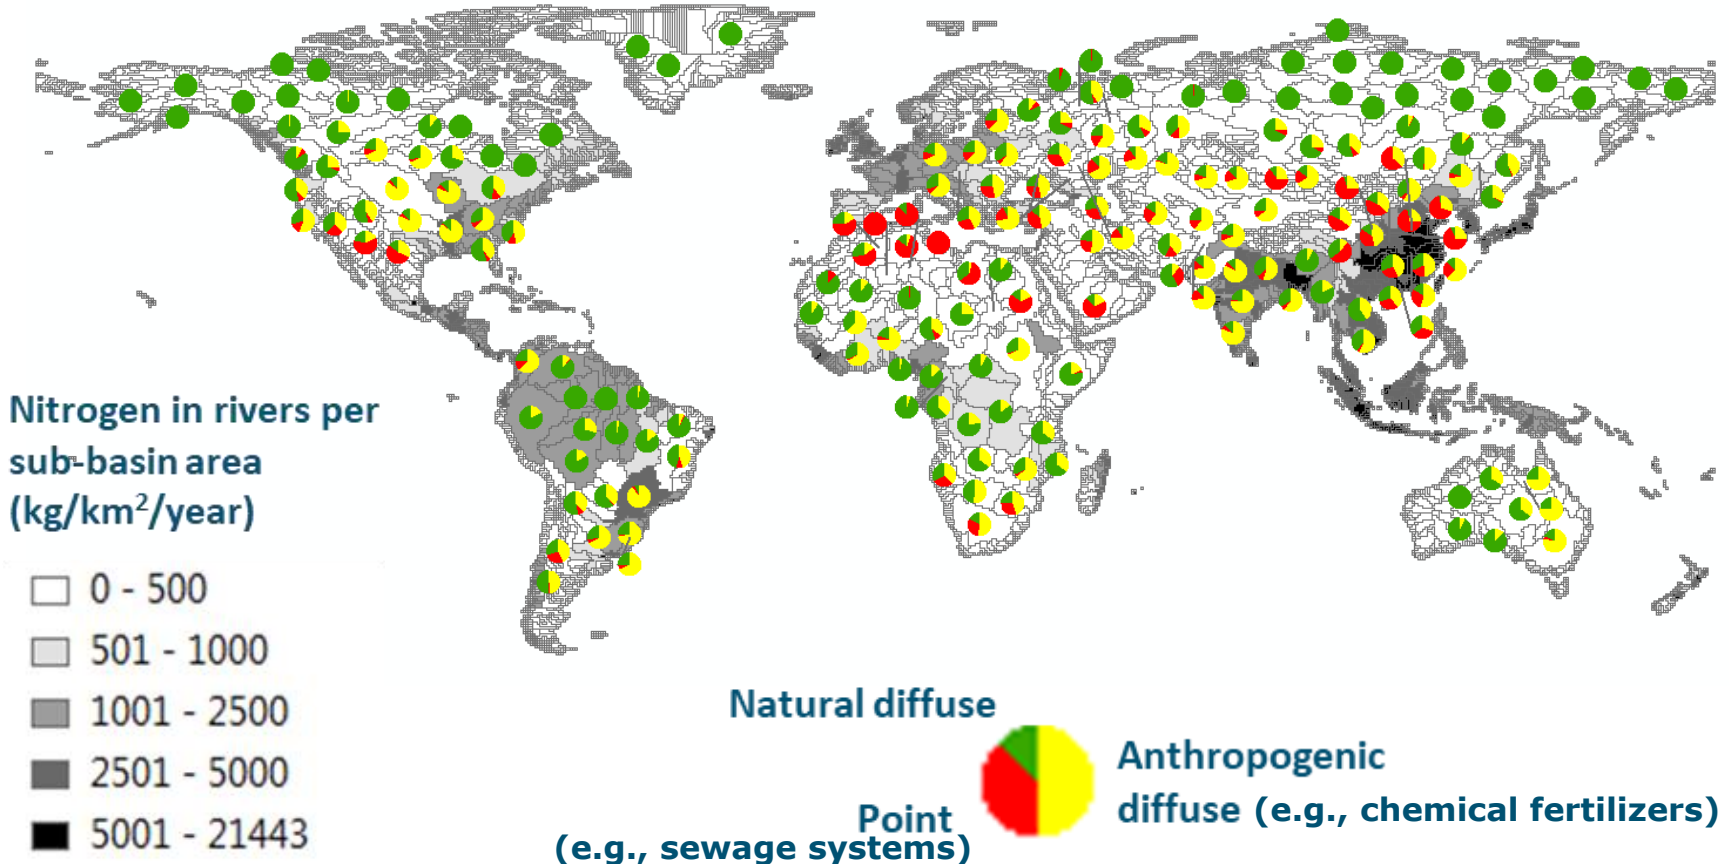 Nitrogen in rivers per
sub-basin area
(kg/km²/year)
0 - 500
501 - 1000
1001 - 2500
2501 - 5000
5001 - 21443
Natural diffuse
Anthropogenic
diffuse (e.g., chemical fertilizers)
Point
(e.g., sewage systems)